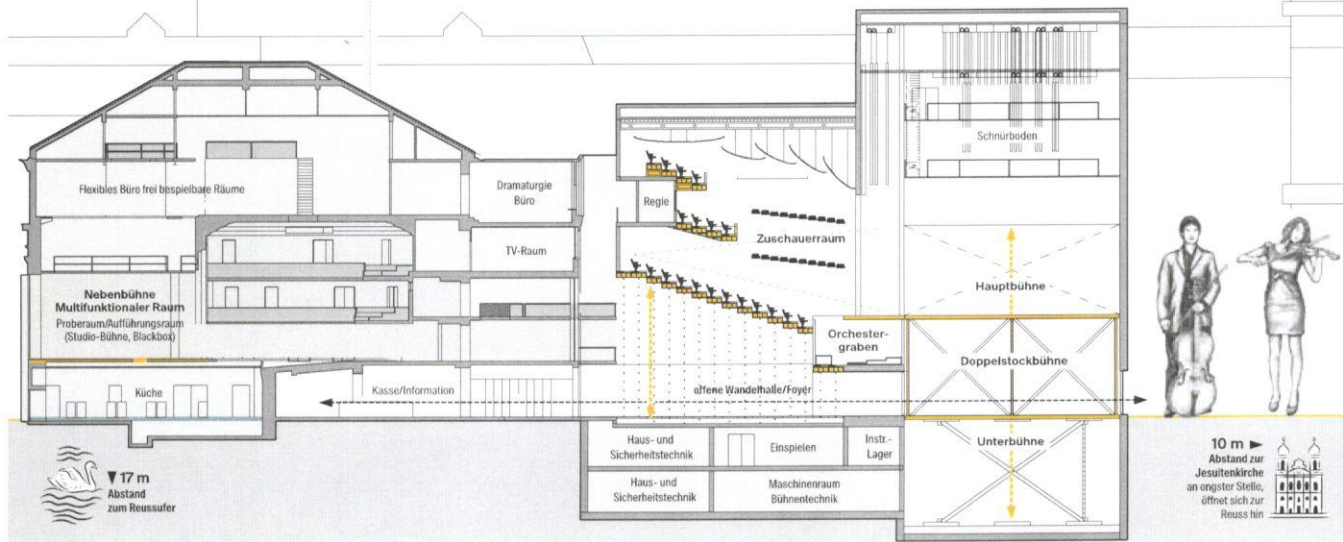 Schnürboden
Flexibles Büro frei bespielbare Räume
Dramaturgie
Büro
Regie
Zuschauerraum
TV-Raum
Nebenbühne
Multifunktionaler Raum
Proberaum/Aufführungsraum
(Studio-Bühne, Blackbox)
Hauptbühne
Orchester-
graben
Doppelstockbühne
Küche
Kasse/Information
offene Wandelhalle/Foyer
Haus- und
Sicherheitstechnik
Einspielen
Instr.-
Lager
Unterbühne
Haus- und
Sicherheitstechnik
Maschinenraum
Bühnentechnik
▼ 17 m
Abstand
zum Reussufer
10 m ►
Abstand zur
Jesuitenkirche
an engster Stelle,
öffnet sich zur
Reuss hin